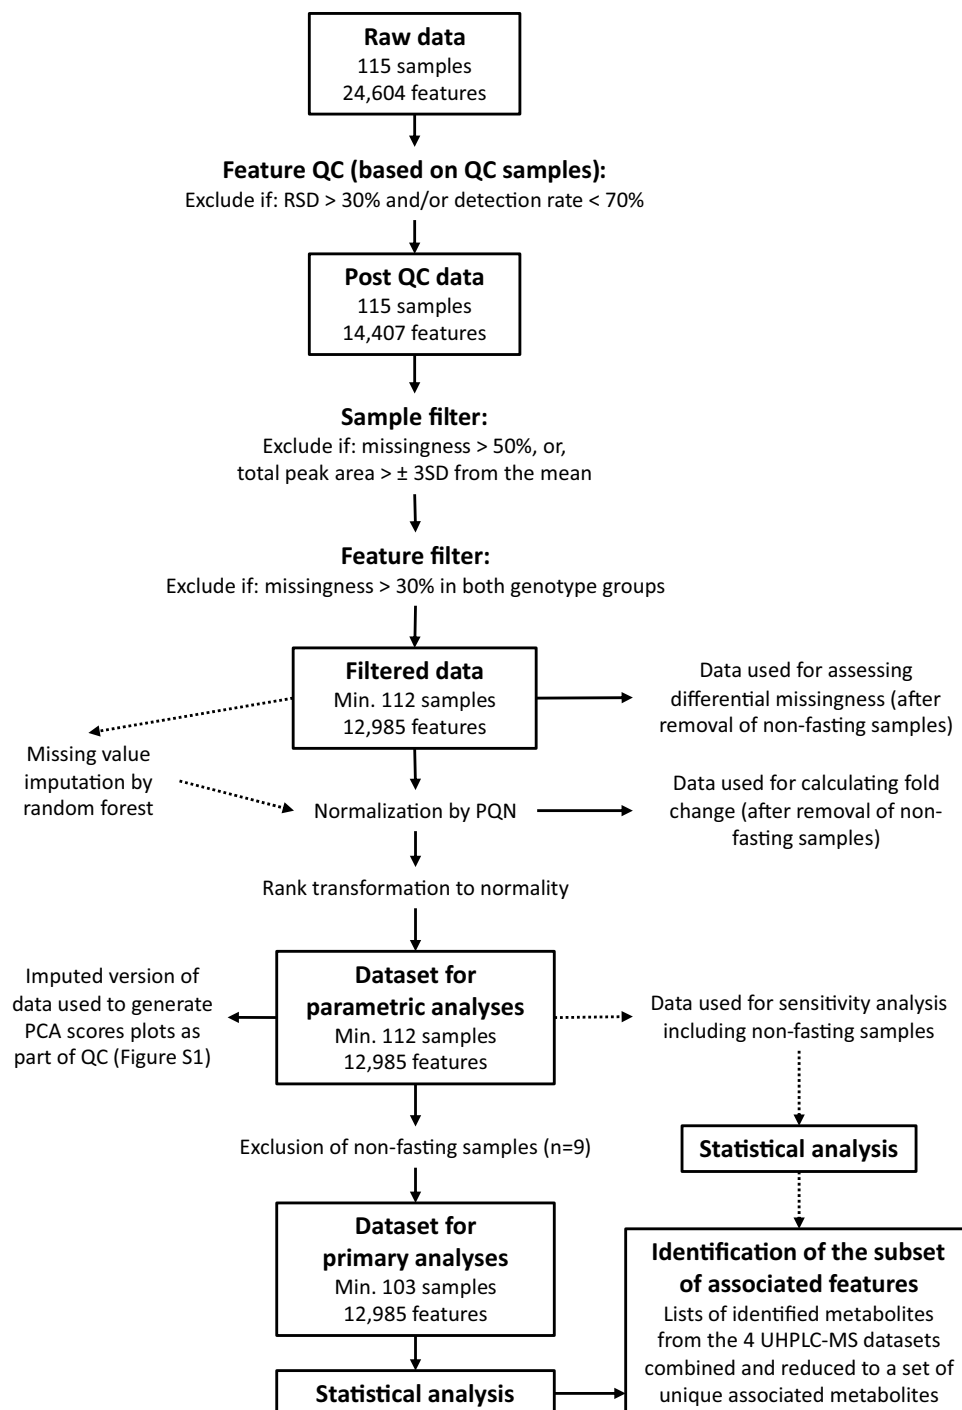 Raw data
115 samples
24,604 features
Feature QC (based on QC samples):
Exclude if: RSD > 30% and/or detection rate < 70%
Post QC data
115 samples
14,407 features
Sample filter:
Exclude if: missingness > 50%, or,
total peak area > ± 3SD from the mean
Feature filter:
Exclude if: missingness > 30% in both genotype groups
Filtered data
Min. 112 samples
12,985 features
Data used for assessing
differential missingness (after
removal of non-fasting samples)
Missing value
imputation by
random forest
Normalization by PQN
Data used for calculating fold
change (after removal of non-
fasting samples)
Rank transformation to normality
Dataset for
parametric analyses
Min. 112 samples
12,985 features
Imputed version of
data used to generate
PCA scores plots as
part of QC (Figure S1)
Data used for sensitivity analysis
including non-fasting samples
Exclusion of non-fasting samples (n=9)
Statistical analysis
Dataset for
primary analyses
Min. 103 samples
12,985 features
Identification of the subset
of associated features
Lists of identified metabolites
from the 4 UHPLC-MS datasets
combined and reduced to a set of
unique associated metabolites
Statistical analysis